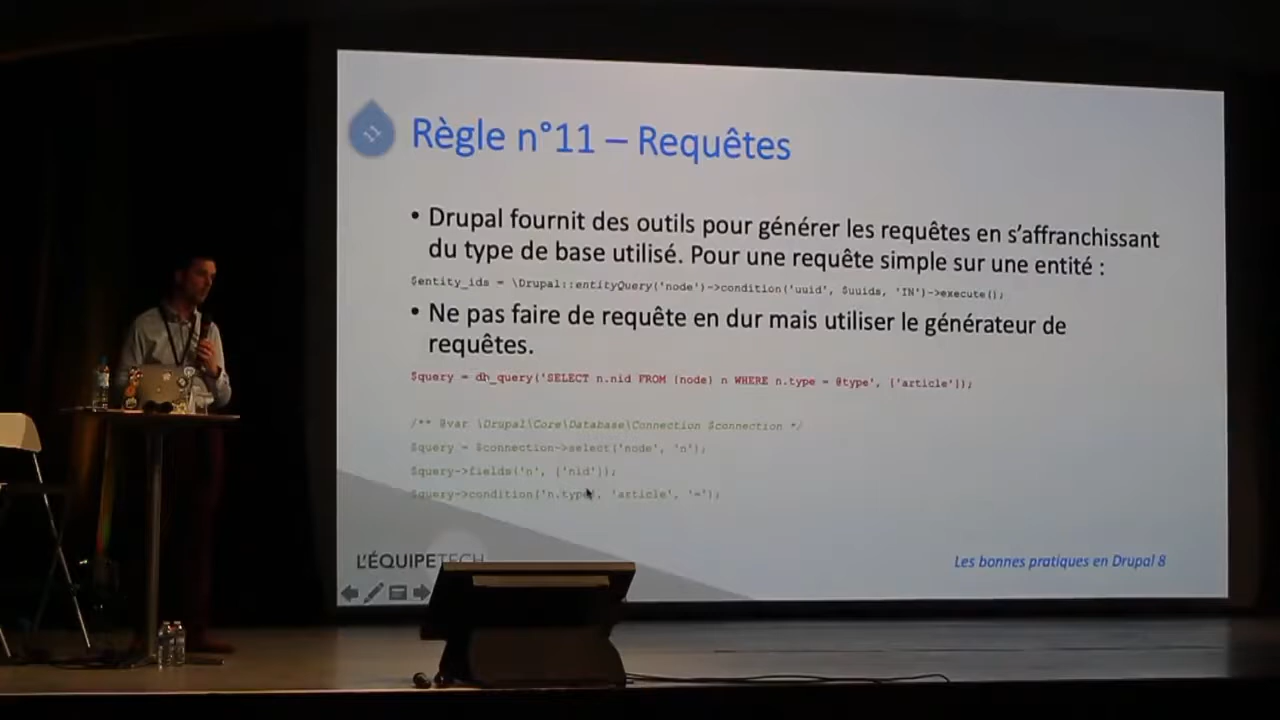 11
Règle n°11 – Requêtes
• Drupal fournit des outils pour générer les requêtes en s'affranchissant
du type de base utilisé. Pour une requête simple sur une entité :
$entity_ids = \Drupal::entityQuery('node')->condition('uuid', $uuids, 'IN')->execute();
• Ne pas faire de requête en dur mais utiliser le générateur de
requêtes.
$query = db_query('SELECT n.nid FROM {node} n WHERE n.type = @type', ['article']);
/** @var \Drupal\Core\Database\Connection $connection */
$query = $connection->select('node', 'n');
$query->fields('n', ['nid']);
$query->condition('n.type', 'article', '=');
L'ÉQUIPETECH
Les bonnes pratiques en Drupal 8